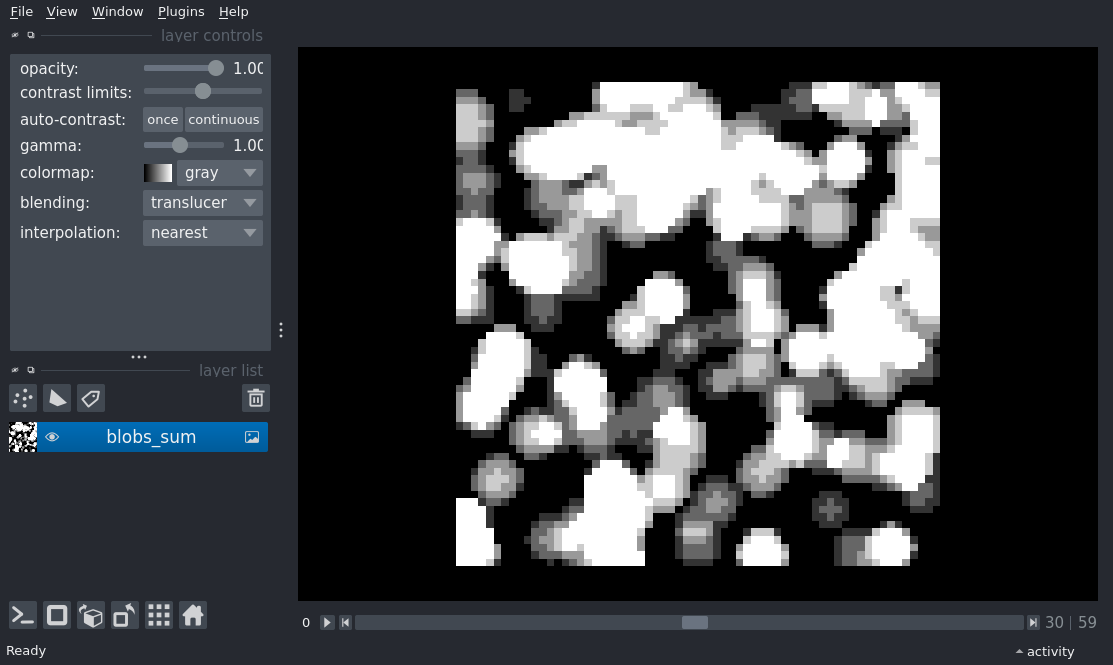 File View Window Plugins Help
layer controls
opacity: 1.00
contrast limits:
auto-contrast: once continuous
gamma: 1.00
colormap: gray
blending: translucer
interpolation: nearest
layer list
blobs_sum
0 30 | 59
Ready activity